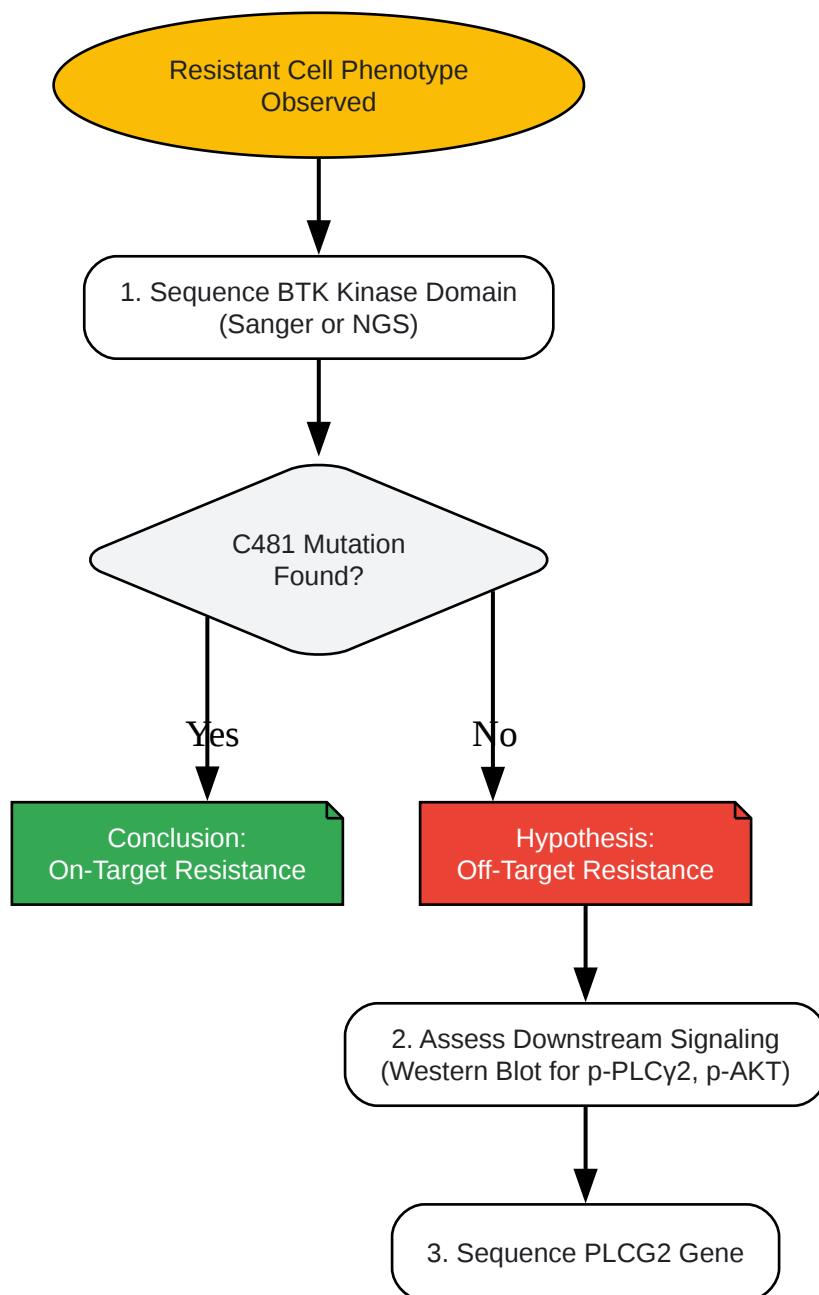 Resistant Cell Phenotype
Observed
1. Sequence BTK Kinase Domain
(Sanger or NGS)
C481 Mutation
Found?
Yes
No
Conclusion:
On-Target Resistance
Hypothesis:
Off-Target Resistance
2. Assess Downstream Signaling
(Western Blot for p-PLCγ2, p-AKT)
3. Sequence PLCG2 Gene